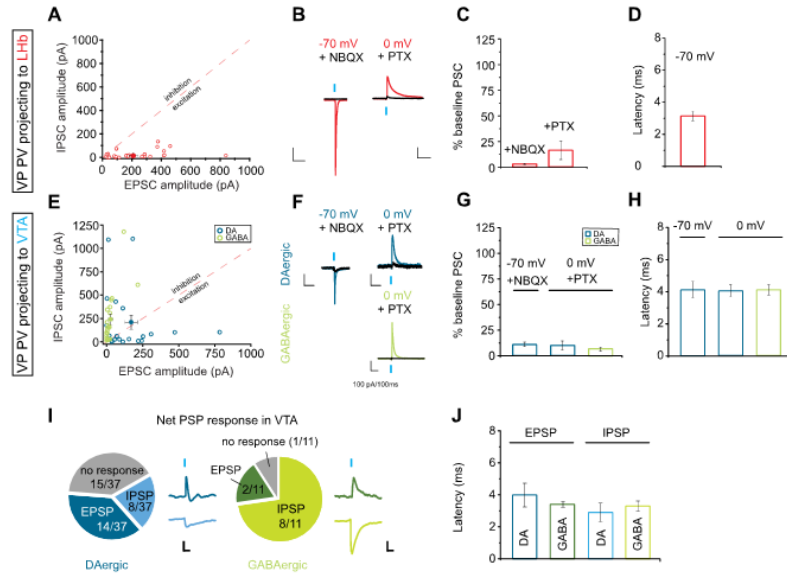 VP PV projecting to LHb
A
IPSC amplitude (pA)
1000
800
600
400
200
0
inhibition
excitation
0 200 400 600 800 1000
EPSC amplitude (pA)
B
-70 mV 0 mV
+ NBQX + PTX
C
% baseline PSC
125
100
75
50
25
0
+NBQX
+PTX
D
Latency (ms)
8
6
4
2
0
-70 mV
VP PV projecting to VTA
E
IPSC amplitude (pA)
1250
1000
750
500
250
0
DA
GABA
inhibition
excitation
0 250 500 750 1000
EPSC amplitude (pA)
F
DAergic
-70 mV 0 mV
+ NBQX + PTX
GABAergic
0 mV
+ PTX
100 pA/100ms
G
% baseline PSC
125
100
75
50
25
0
DA
GABA
-70 mV 0 mV
+NBQX +PTX
H
Latency (ms)
8
6
4
2
0
-70 mV 0 mV
I
Net PSP response in VTA
no response
15/37
IPSP
8/37
EPSP
14/37
DAergic
no response (1/11)
EPSP
2/11
IPSP
8/11
GABAergic
J
Latency (ms)
8
6
4
2
0
EPSP IPSP
DA GABA DA GABA